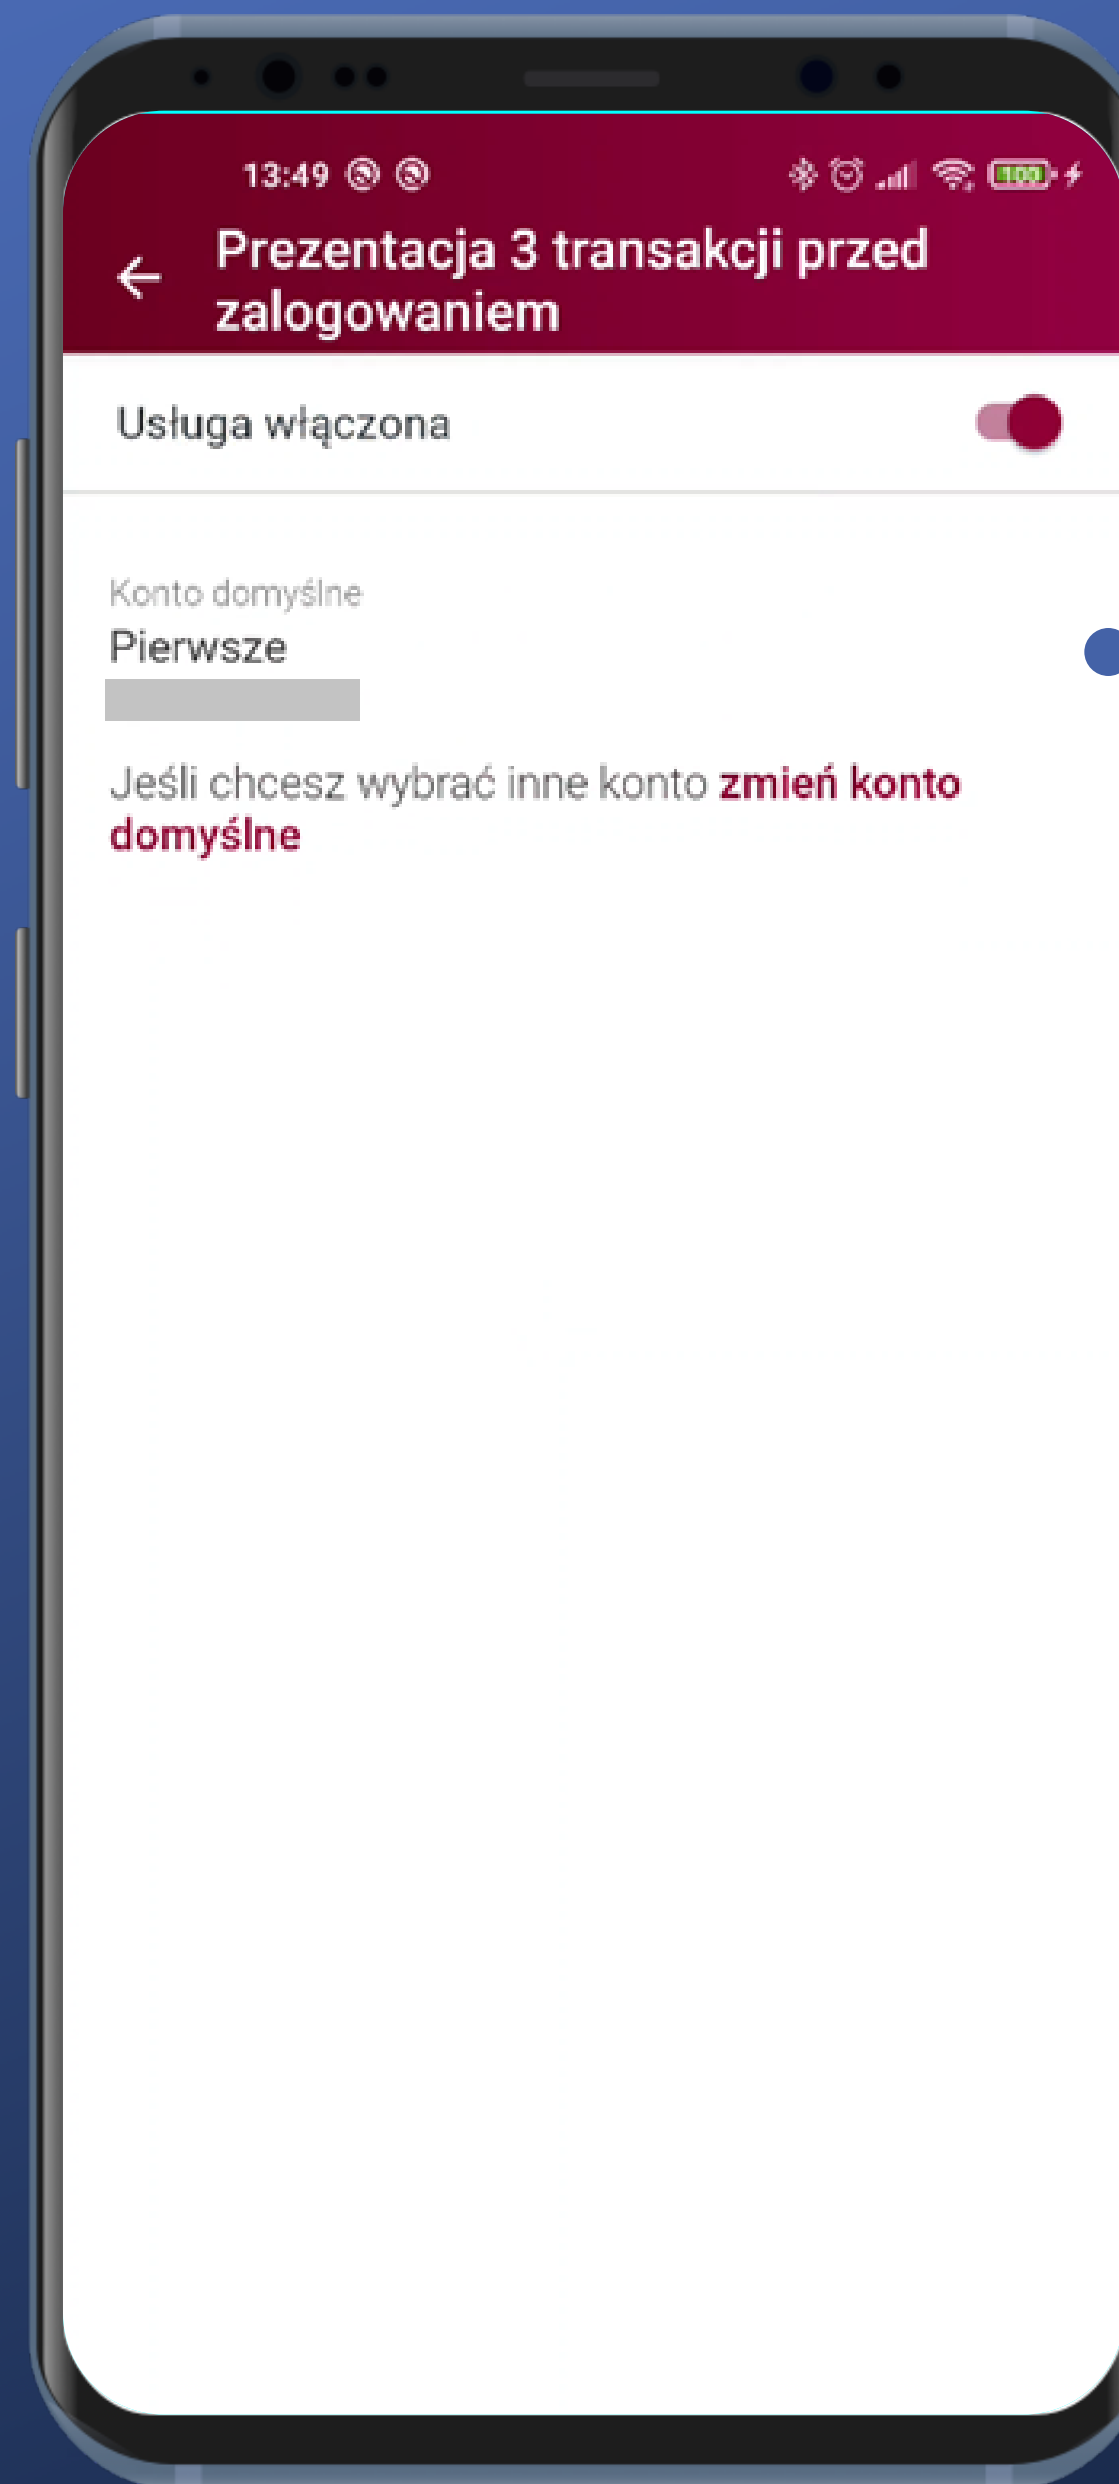 13:49
100
Prezentacja 3 transakcji przed
zalogowaniem
Usługa włączona
Konto domyślne
Pierwsze
Jeśli chcesz wybrać inne konto zmień konto
domyślne